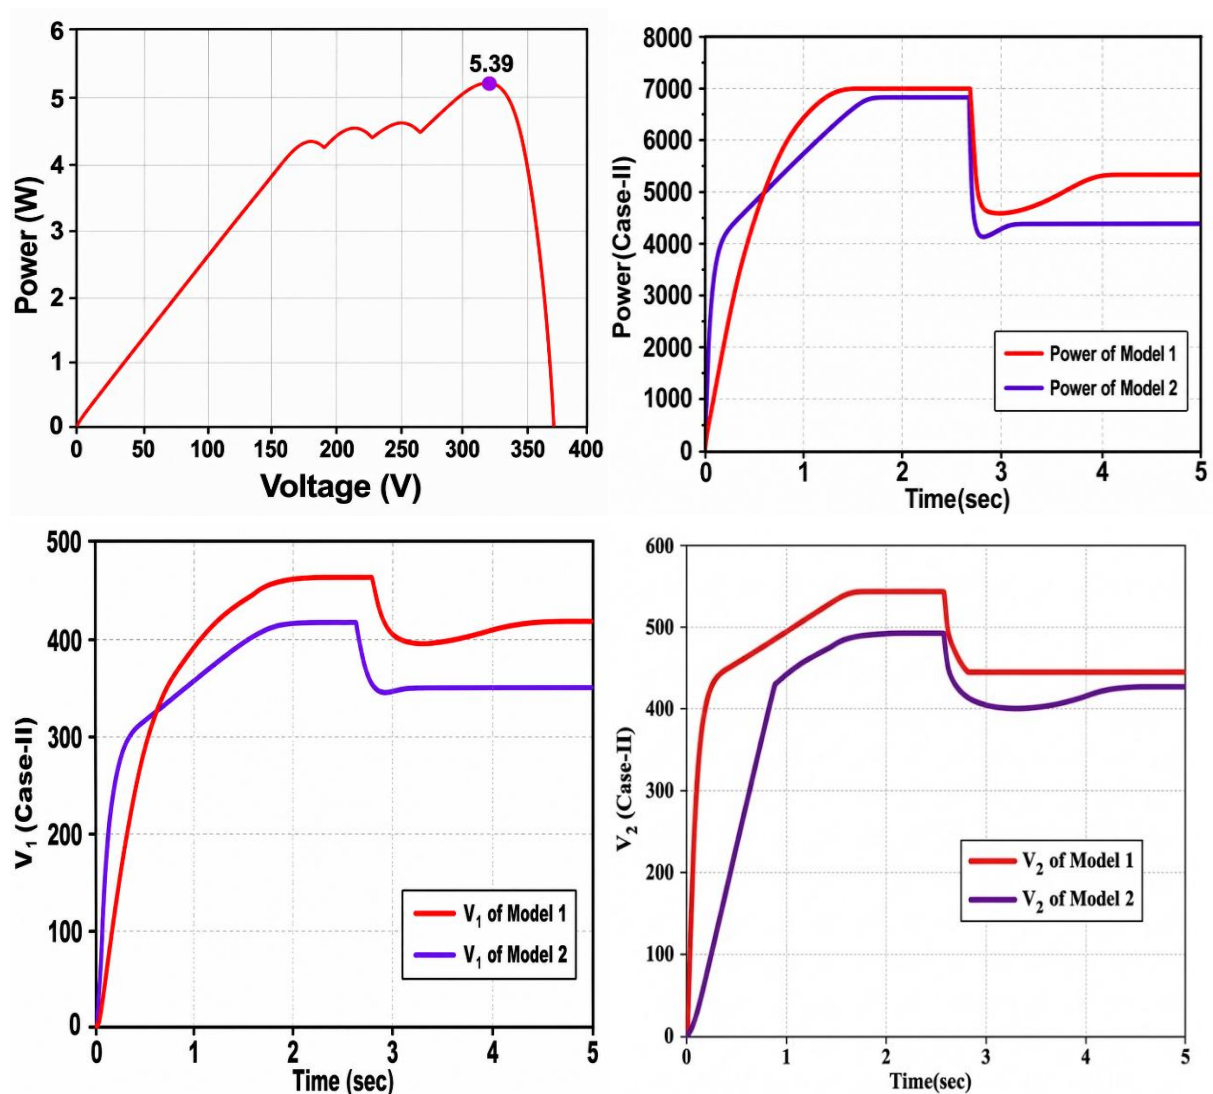 6
5
4
3
2
1
0
5.39
Power (W)
0 50 100 150 200 250 300 350 400
Voltage (V)
8000
7000
6000
5000
4000
3000
2000
1000
0
Power(Case-II)
Power of Model 1
Power of Model 2
0 1 2 3 4 5
Time(sec)
500
400
300
200
100
0
V₁ (Case-II)
V₁ of Model 1
V₁ of Model 2
0 1 2 3 4 5
Time (sec)
600
500
400
300
200
100
0
V₂ (Case-II)
V₂ of Model 1
V₂ of Model 2
0 1 2 3 4 5
Time(sec)